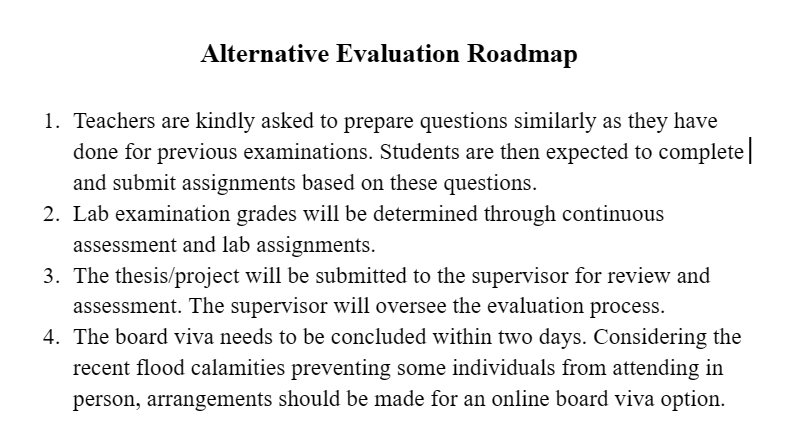 Alternative Evaluation Roadmap
1. Teachers are kindly asked to prepare questions similarly as they have
done for previous examinations. Students are then expected to complete
and submit assignments based on these questions.
2. Lab examination grades will be determined through continuous
assessment and lab assignments.
3. The thesis/project will be submitted to the supervisor for review and
assessment. The supervisor will oversee the evaluation process.
4. The board viva needs to be concluded within two days. Considering the
recent flood calamities preventing some individuals from attending in
person, arrangements should be made for an online board viva option.